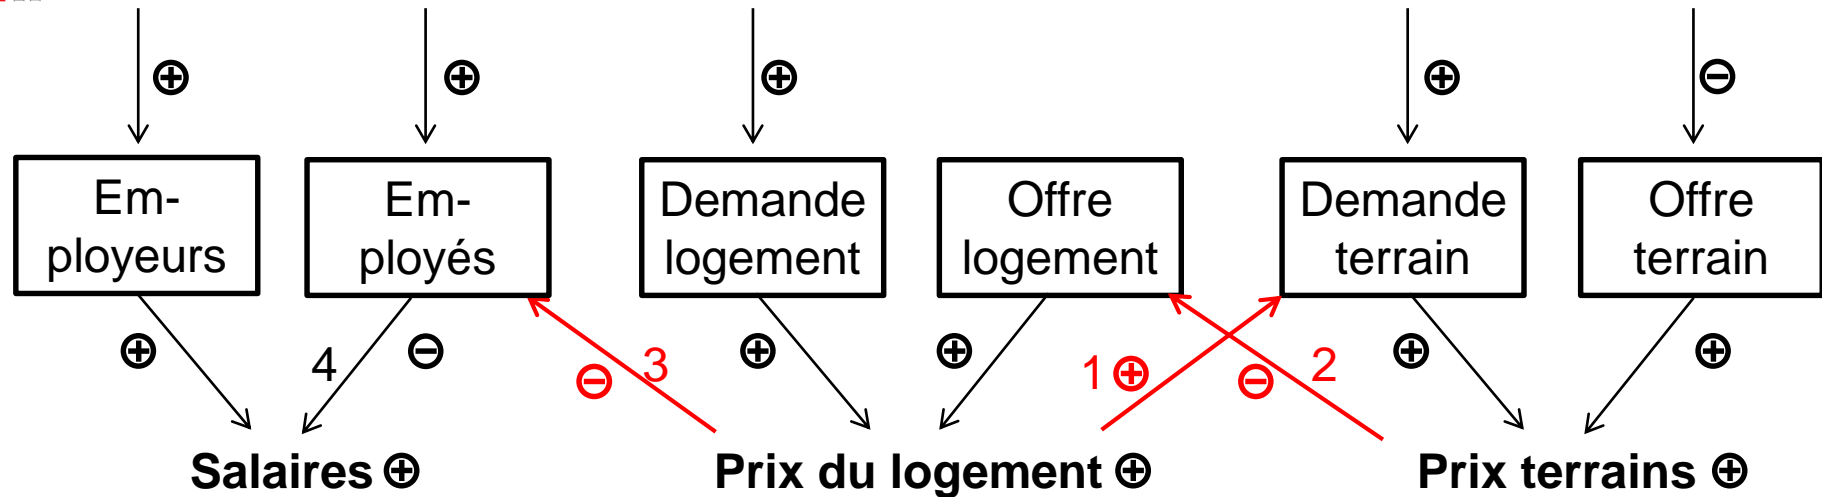 ⊕ ⊕ ⊕ ⊕ ⊖
Em-
ployeurs
Em-
ployés
Demande
logement
Offre
logement
Demande
terrain
Offre
terrain
⊕ 4 ⊖ ⊖ 3 ⊕ ⊕ 1 ⊕ ⊖ 2 ⊕ ⊕
Salaires ⊕
Prix du logement ⊕
Prix terrains ⊕